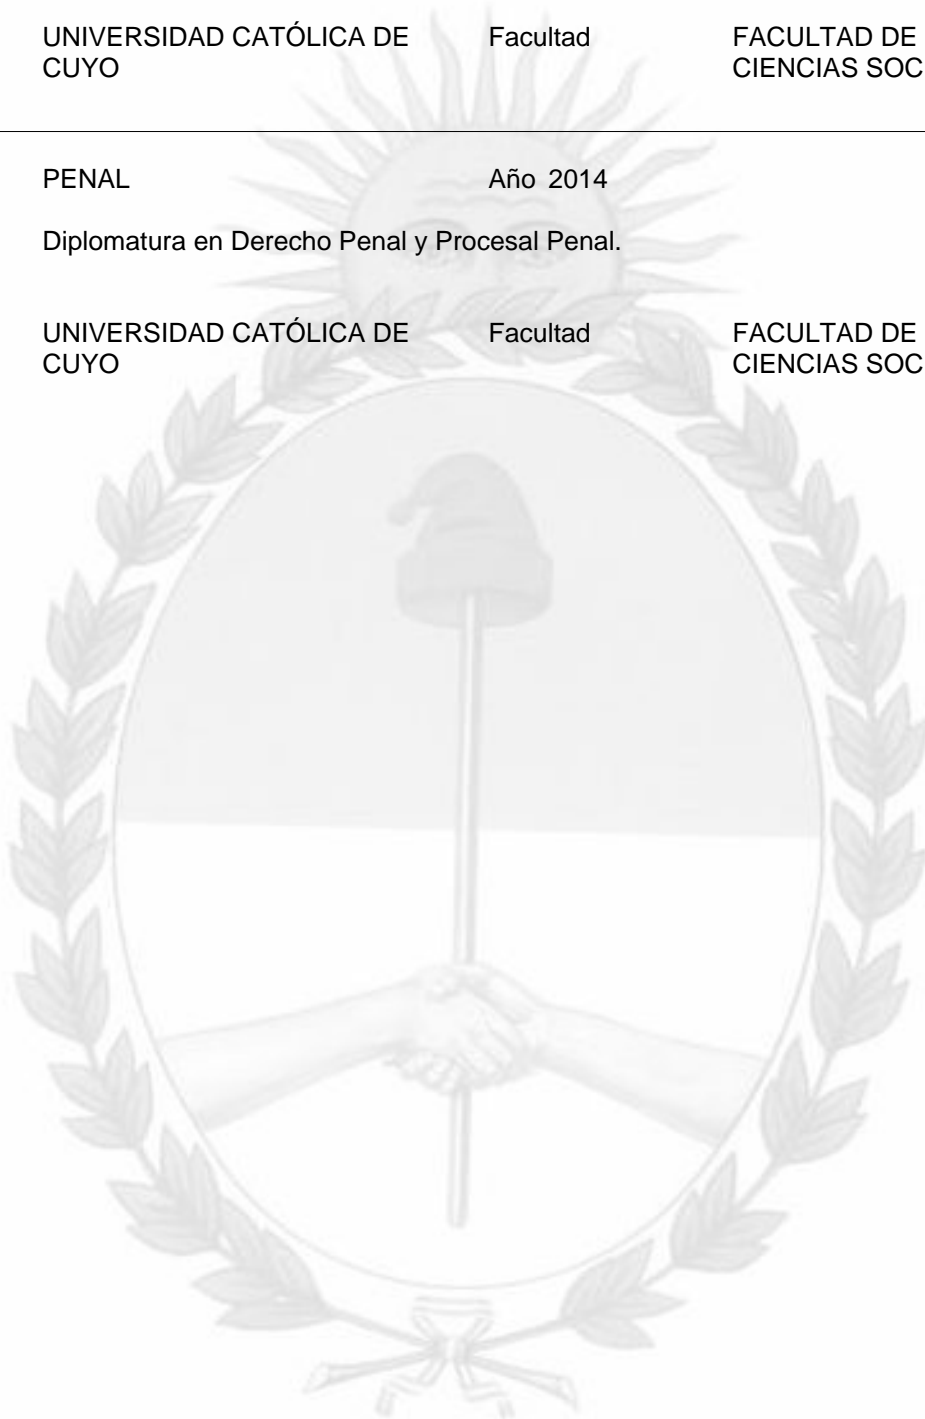 UNIVERSIDAD CATÓLICA DE CUYO Facultad FACULTAD DE CIENCIAS SOC
PENAL Año 2014
Diplomatura en Derecho Penal y Procesal Penal.
UNIVERSIDAD CATÓLICA DE CUYO Facultad FACULTAD DE CIENCIAS SOC